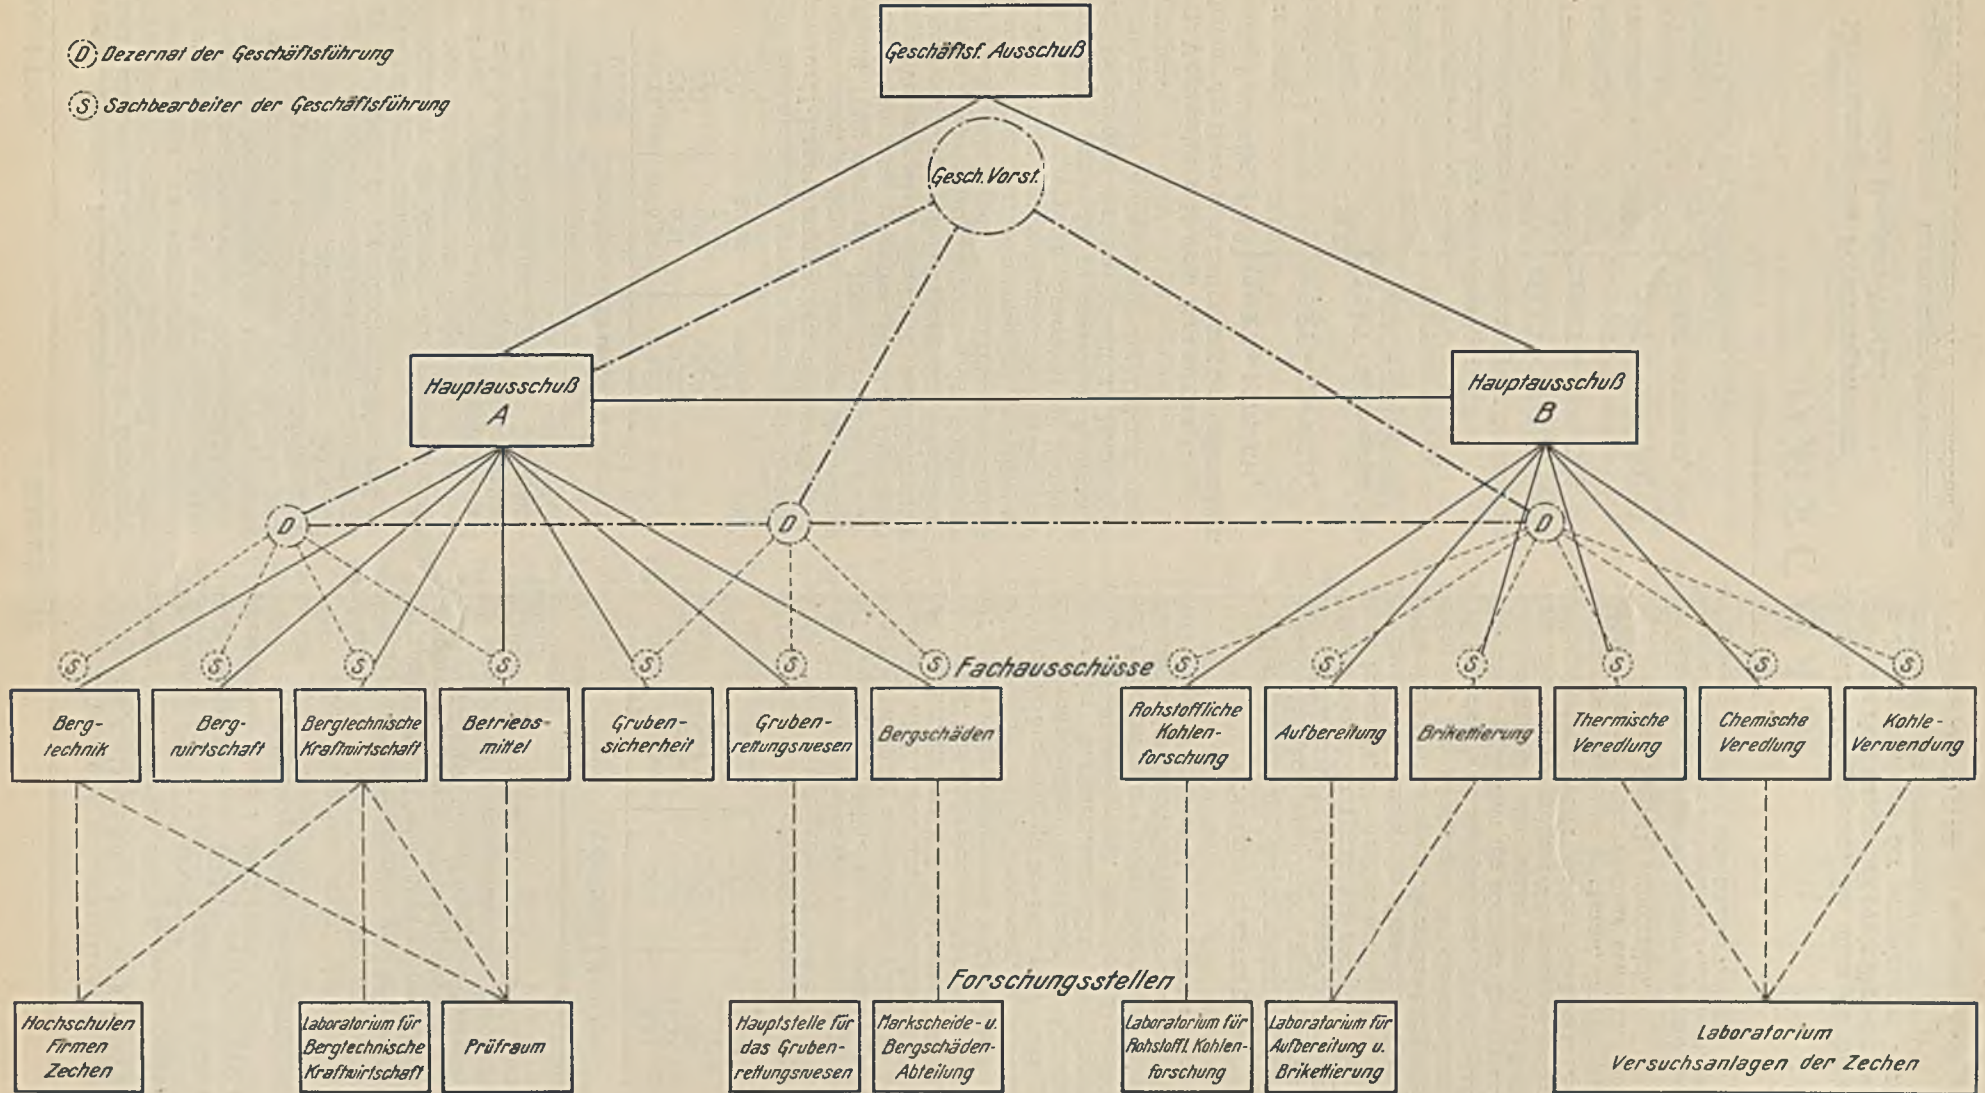 Geschäftsf. Ausschuß
D Dezernat der Geschäftsführung
S Sachbearbeiter der Geschäftsführung
Gesch. Vorst.
Hauptausschuß
A
Hauptausschuß
B
D
D
D
S
S
S
S
S
S
S
Fachausschüsse
S
S
S
S
S
S
Berg-
technik
Berg-
wirtschaft
Bergtechnische
Kraftwirtschaft
Betriebs-
mittel
Gruben-
sicherheit
Gruben-
rettungswesen
Bergschäden
Rohstoffliche
Kohlen-
forschung
Aufbereitung
Brikettierung
Thermische
Veredlung
Chemische
Veredlung
Kohle-
Verwendung
Forschungsstellen
Hochschulen
Firmen
Zechen
Laboratorium für
Bergtechnische
Kraftwirtschaft
Prüfraum
Hauptstelle für
das Gruben-
rettungswesen
Markscheide- u.
Bergschäden-
Abteilung
Laboratorium für
Rohstoffl. Kohlen-
forschung
Laboratorium für
Aufbereitung u.
Brikettierung
Laboratorium
Versuchsanlagen der Zechen